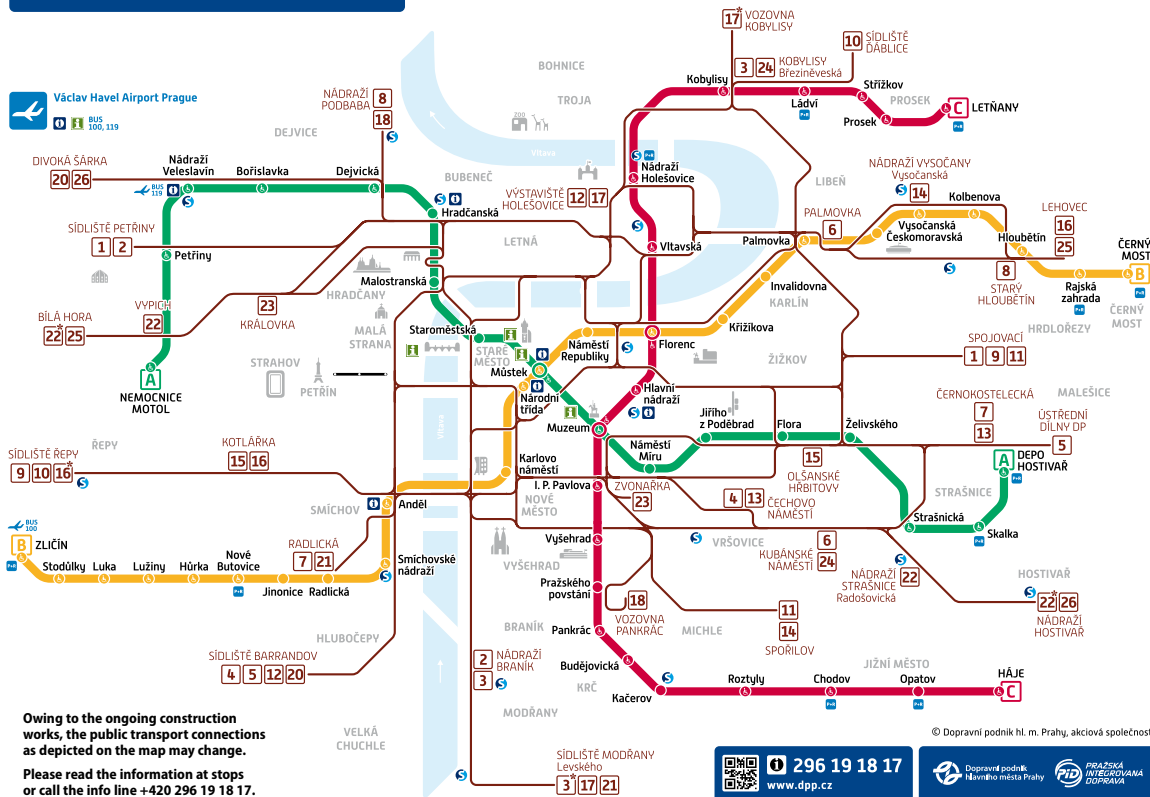 17*
VOZOVNA
KOBYLISY
10
SÍDLIŠTĚ
ĎÁBLICE
BOHNICE
3 24
KOBYLISY
Březiněveská
Kobylisy
Střížkov
Václav Havel Airport Prague
BUS
100, 119
NÁDRAŽÍ
PODBABA
8
18
S
TROJA
ZOO
Ládví
P+R
PROSEK
Prosek
C
LETŇANY
P+R
DEJVICE
Vltava
DIVOKÁ ŠÁRKA
20 26
Nádraží
Veleslavín
Bořislavka
Dejvická
BUS
119
S
BUBENEČ
S
Hradčanská
VÝSTAVIŠTĚ
HOLEŠOVICE
12 17
S P+R
Nádraží
Holešovice
LIBEŇ
NÁDRAŽÍ VYSOČANY
Vysočanská
S
14
Kolbenova
LEHOVEC
16
25
SÍDLIŠTĚ PETŘINY
1 2
Petřiny
LETNÁ
S
Vltavská
PALMOVKA
6
Palmovka
Vysočanská
Českomoravská
Hloubětín
S
8
STARÝ
HLOUBĚTÍN
ČERNÝ
MOST
B
P+R
Rajská
zahrada
P+R
ČERNÝ
MOST
HRDLOŘEZY
Malostranská
HRADČANY
Invalidovna
KARLÍN
VYPICH
22
23
KRÁLOVKA
BÍLÁ HORA
22* 25
MALÁ
STRANA
Staroměstská
STARÉ
MĚSTO
Náměstí
Republiky
S
Křižíkova
Florenc
ŽIŽKOV
SPOJOVACÍ
1 9 11
STRAHOV
PETŘÍN
Můstek
A
NEMOCNICE
MOTOL
Národní
třída
Hlavní
nádraží
S
Vltava
Muzeum
Jiřího
z Poděbrad
Flora
Želivského
ČERNOKOSTELECKÁ
7
13
MALEŠICE
ÚSTŘEDNÍ
DÍLNY DP
5
ŘEPY
KOTLÁŘKA
15 16
SÍDLIŠTĚ ŘEPY
9 10 16*
S
Náměstí
Míru
Karlovo
náměstí
15
OLŠANSKÉ
HŘBITOVY
A
DEPO
HOSTIVAŘ
P+R
I. P. Pavlova
ZVONAŘKA
23
4 13
ČECHOVO
NÁMĚSTÍ
STRAŠNICE
SMÍCHOV
Anděl
NOVÉ
MĚSTO
BUS
100
B
ZLIČÍN
P+R
Strašnická
Skalka
P+R
RADLICKÁ
7 21
Vyšehrad
VYŠEHRAD
S
VRŠOVICE
6
24
KUBÁNSKÉ
NÁMĚSTÍ
S
NÁDRAŽÍ
STRAŠNICE
Radošovická
22
Stodůlky
Luka
Lužiny
Hůrka
Nové
Butovice
P+R
Jinonice
Radlická
Smíchovské
nádraží
S
Pražského
povstání
HOSTIVAŘ
S
22* 26
NÁDRAŽÍ
HOSTIVAŘ
18
VOZOVNA
PANKRÁC
11
14
SPOŘILOV
HLUBOČEPY
BRANÍK
Pankrác
MICHLE
SÍDLIŠTĚ BARRANDOV
4 5 12 20
2
3
NÁDRAŽÍ
BRANÍK
S
Budějovická
KRČ
Kačerov
S
JIŽNÍ MĚSTO
Roztyly
Chodov
P+R
Opatov
P+R
HÁJE
C
MODŘANY
VELKÁ
CHUCHLE
Owing to the ongoing construction
works, the public transport connections
as depicted on the map may change.
Please read the information at stops
or call the info line +420 296 19 18 17.
S
SÍDLIŠTĚ MODŘANY
Levského
3* 17 21
© Dopravní podnik hl. m. Prahy, akciová společnost
296 19 18 17
www.dpp.cz
Dopravní podnik
hlavního města Prahy
PID
PRAŽSKÁ
INTEGROVANÁ
DOPRAVA